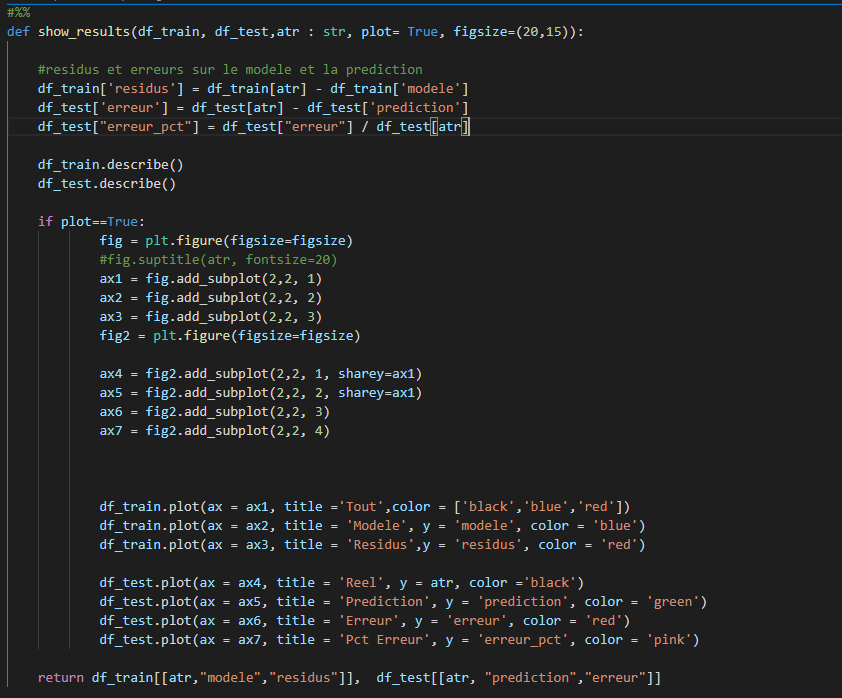 #%%
def show_results(df_train, df_test,atr : str, plot= True, figsize=(20,15)):
#residus et erreurs sur le modele et la prediction
df_train['residus'] = df_train[atr] - df_train['modele']
df_test['erreur'] = df_test[atr] - df_test['prediction']
df_test["erreur_pct"] = df_test["erreur"] / df_test[atr]
df_train.describe()
df_test.describe()
if plot==True:
fig = plt.figure(figsize=figsize)
#fig.suptitle(atr, fontsize=20)
ax1 = fig.add_subplot(2,2, 1)
ax2 = fig.add_subplot(2,2, 2)
ax3 = fig.add_subplot(2,2, 3)
fig2 = plt.figure(figsize=figsize)
ax4 = fig2.add_subplot(2,2, 1, sharey=ax1)
ax5 = fig2.add_subplot(2,2, 2, sharey=ax1)
ax6 = fig2.add_subplot(2,2, 3)
ax7 = fig2.add_subplot(2,2, 4)
df_train.plot(ax = ax1, title ='Tout',color = ['black','blue','red'])
df_train.plot(ax = ax2, title = 'Modele', y = 'modele', color = 'blue')
df_train.plot(ax = ax3, title = 'Residus',y = 'residus', color = 'red')
df_test.plot(ax = ax4, title = 'Reel', y = atr, color ='black')
df_test.plot(ax = ax5, title = 'Prediction', y = 'prediction', color = 'green')
df_test.plot(ax = ax6, title = 'Erreur', y = 'erreur', color = 'red')
df_test.plot(ax = ax7, title = 'Pct Erreur', y = 'erreur_pct', color = 'pink')
return df_train[[atr,"modele","residus"]],  df_test[[atr, "prediction","erreur"]]